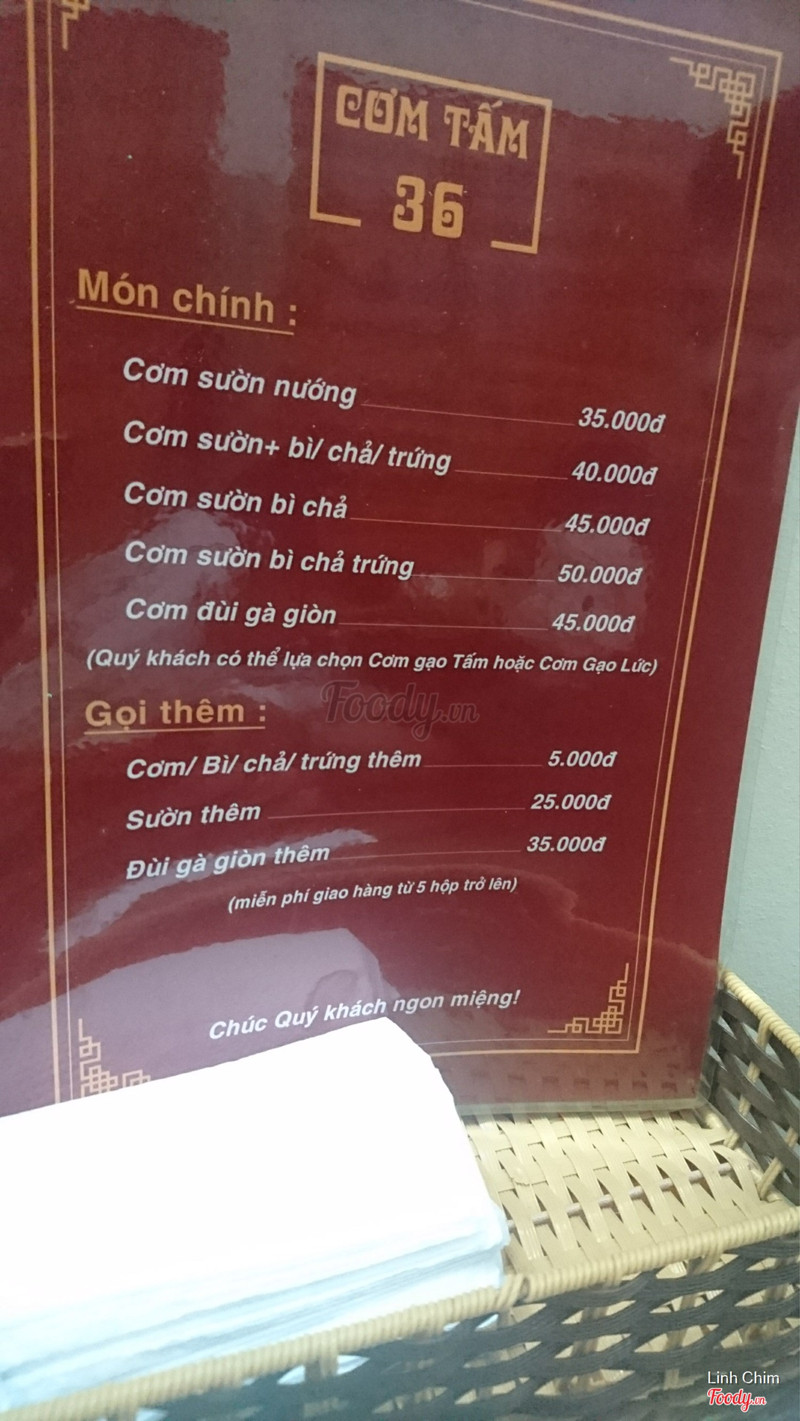 CƠM TẤM
36
Món chính :
Cơm sườn nướng 35.000đ
Cơm sườn+ bì/ chả/ trứng 40.000đ
Cơm sườn bì chả 45.000đ
Cơm sườn bì chả trứng 50.000đ
Cơm đùi gà giòn 45.000đ
(Quý khách có thể lựa chọn Cơm gạo Tấm hoặc Cơm Gạo Lức)
Foody.vn
Gọi thêm :
Cơm/ Bì/ chả/ trứng thêm 5.000đ
Sườn thêm 25.000đ
Đùi gà giòn thêm 35.000đ
(miễn phí giao hàng từ 5 hộp trở lên)
Chúc Quý khách ngon miệng!
Linh Chim
Foody.vn